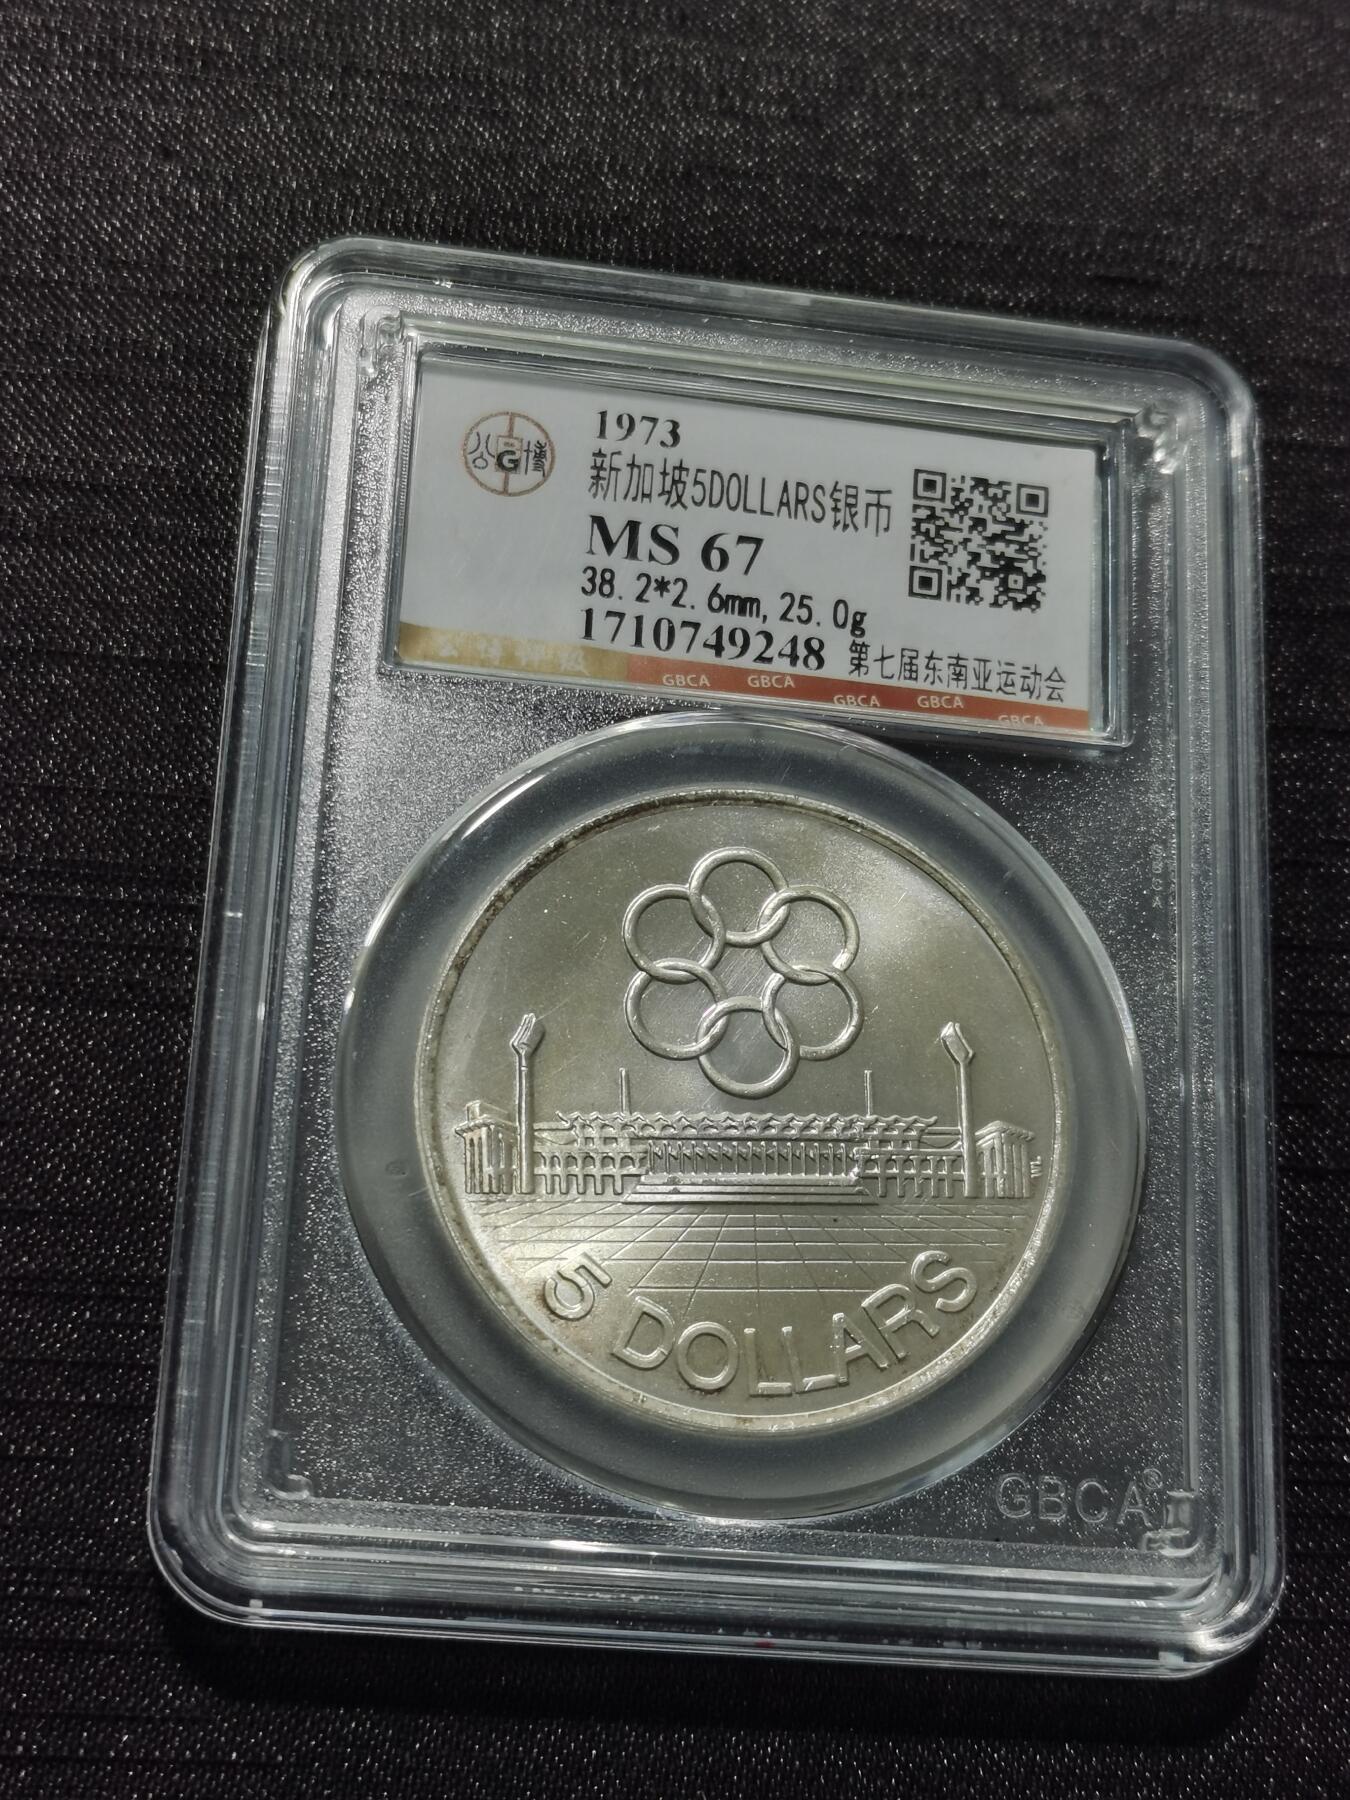 公G博
1973
新加坡5DOLLARS银币
MS 67
38.2*2.6mm,25.0g
1710749248
第七届东南亚运动会
公博评级
GBCA GBCA GBCA GBCA GBCA
5 DOLLARS
GBCA®